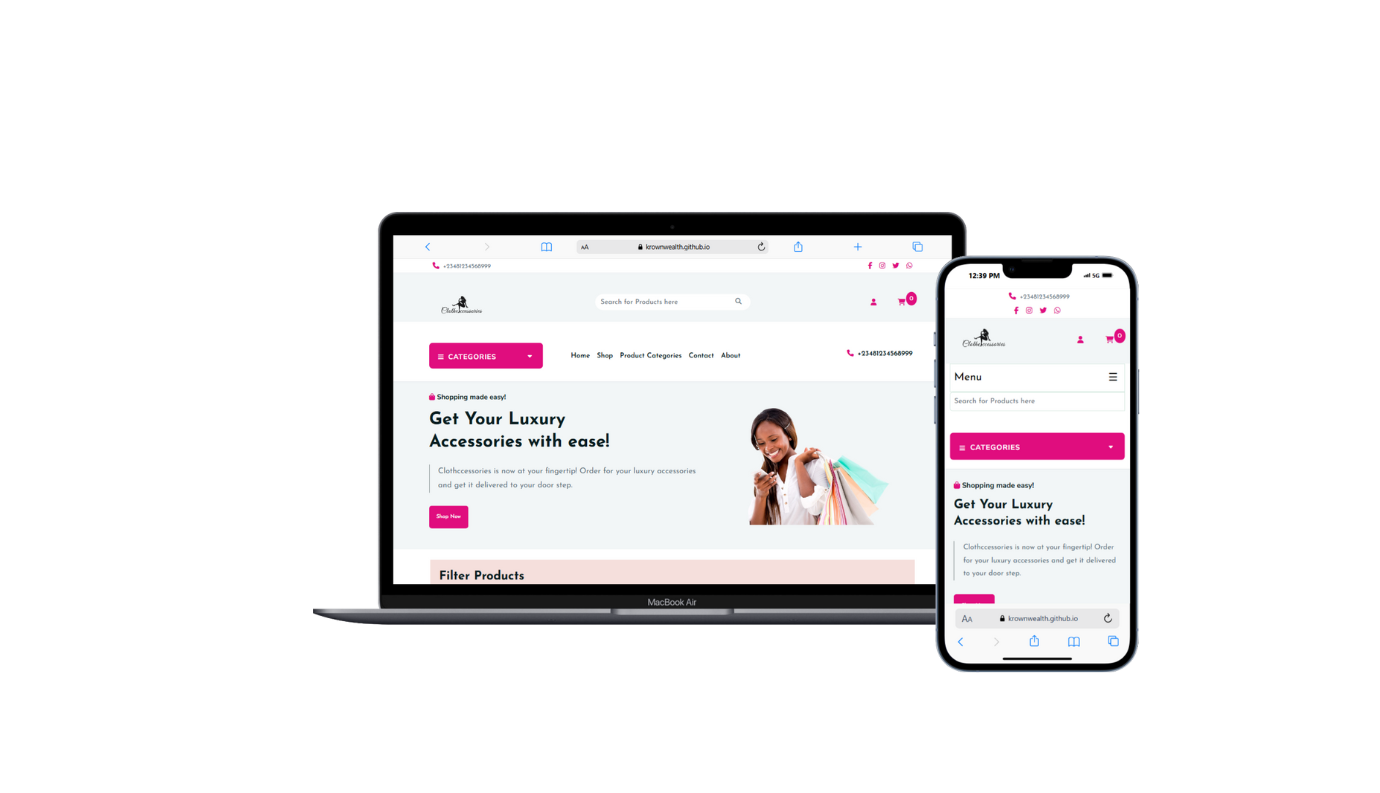 krownwealth.github.io
+23481234568999
Clothccessories
Search for Products here
0
CATEGORIES
Home Shop Product Categories Contact About
+23481234568999
Shopping made easy!
Get Your Luxury
Accessories with ease!
Clothccessories is now at your fingertip! Order for your luxury accessories
and get it delivered to your door step.
Shop Now
Filter Products
MacBook Air
12:39 PM
5G
+23481234568999
Clothccessories
0
Menu
Search for Products here
CATEGORIES
Shopping made easy!
Get Your Luxury
Accessories with ease!
Clothccessories is now at your fingertip! Order
for your luxury accessories and get it delivered
to your door step.
AA krownwealth.github.io